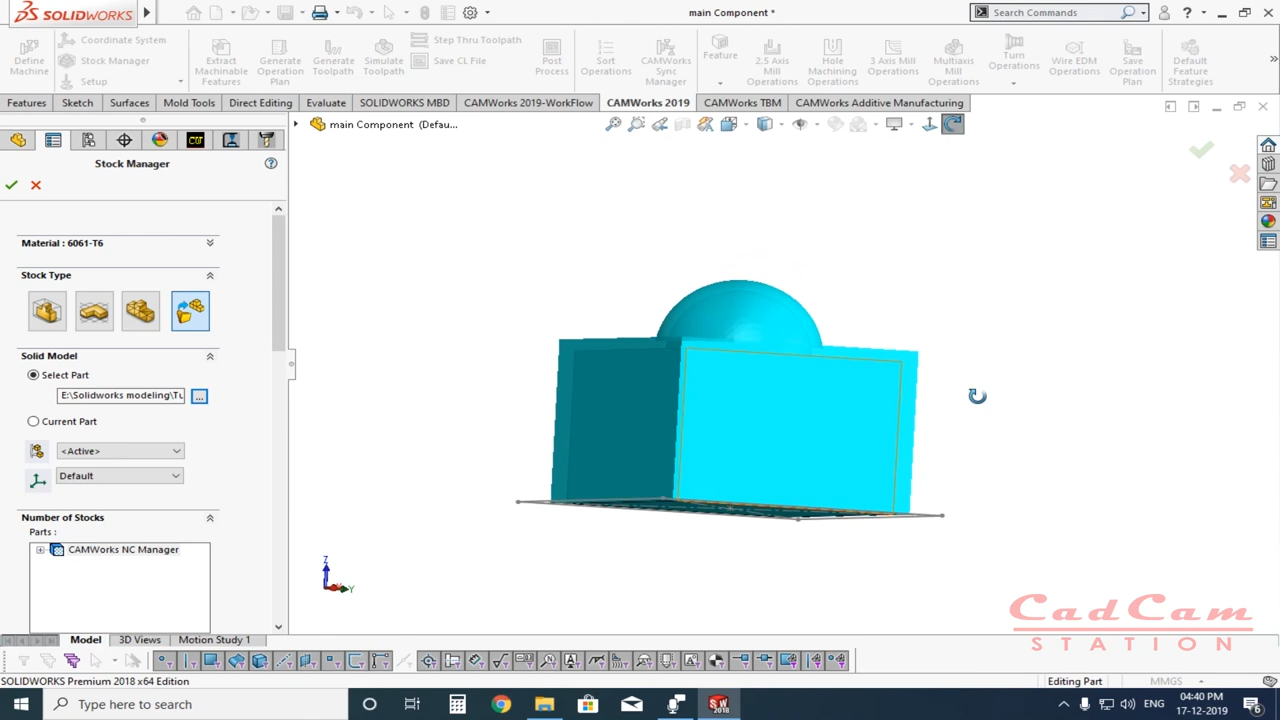 SOLIDWORKS
main Component *
Search Commands
Define Machine
Coordinate System
Stock Manager
Setup
Extract Machinable Features
Generate Operation Plan
Generate Toolpath
Simulate Toolpath
Step Thru Toolpath
Save CL File
Post Process
Sort Operations
CAMWorks Sync Manager
Feature
2.5 Axis Mill Operations
Hole Machining Operations
3 Axis Mill Operations
Multiaxis Mill Operations
Turn Operations
Wire EDM Operations
Save Operation Plan
Default Feature Strategies
Features Sketch Surfaces Mold Tools Direct Editing Evaluate SOLIDWORKS MBD CAMWorks 2019-WorkFlow CAMWorks 2019 CAMWorks TBM CAMWorks Additive Manufacturing
main Component (Defau...
Stock Manager
Material : 6061-T6
Stock Type
Solid Model
Select Part
E:\Solidworks modeling\Tu
...
Current Part
<Active>
Default
Number of Stocks
Parts :
CAMWorks NC Manager
Z
Y
CadCam
STATION
Model 3D Views Motion Study 1
SOLIDWORKS Premium 2018 x64 Edition
Editing Part
MMGS
Type here to search
SW
2018
ENG
04:40 PM
17-12-2019
6